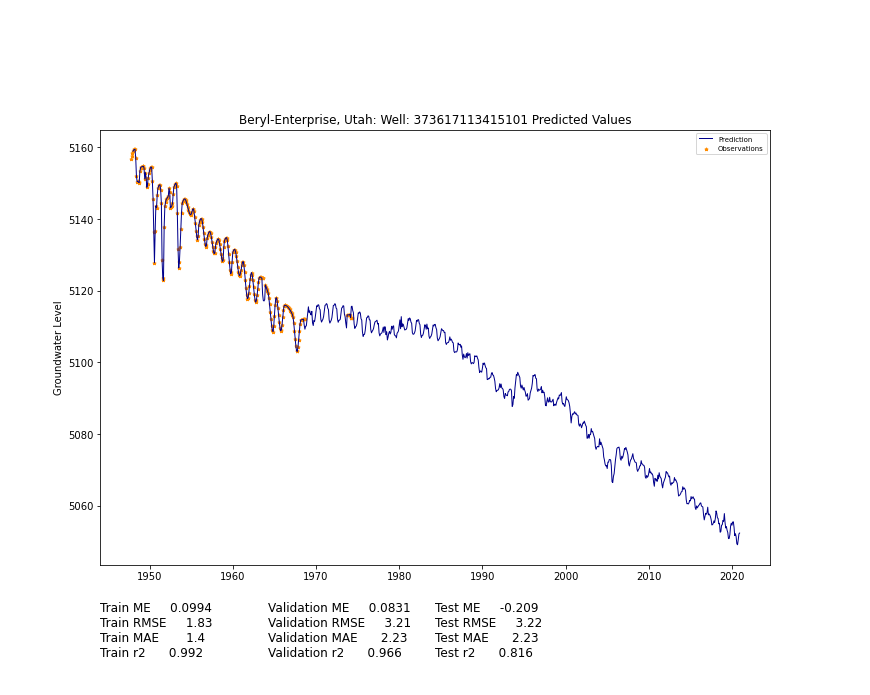 Beryl-Enterprise, Utah: Well: 373617113415101 Predicted Values
Prediction
Observations
Groundwater Level
5160
5140
5120
5100
5080
5060
1950 1960 1970 1980 1990 2000 2010 2020
Train ME 0.0994 Validation ME 0.0831 Test ME -0.209
Train RMSE 1.83 Validation RMSE 3.21 Test RMSE 3.22
Train MAE 1.4 Validation MAE 2.23 Test MAE 2.23
Train r2 0.992 Validation r2 0.966 Test r2 0.816